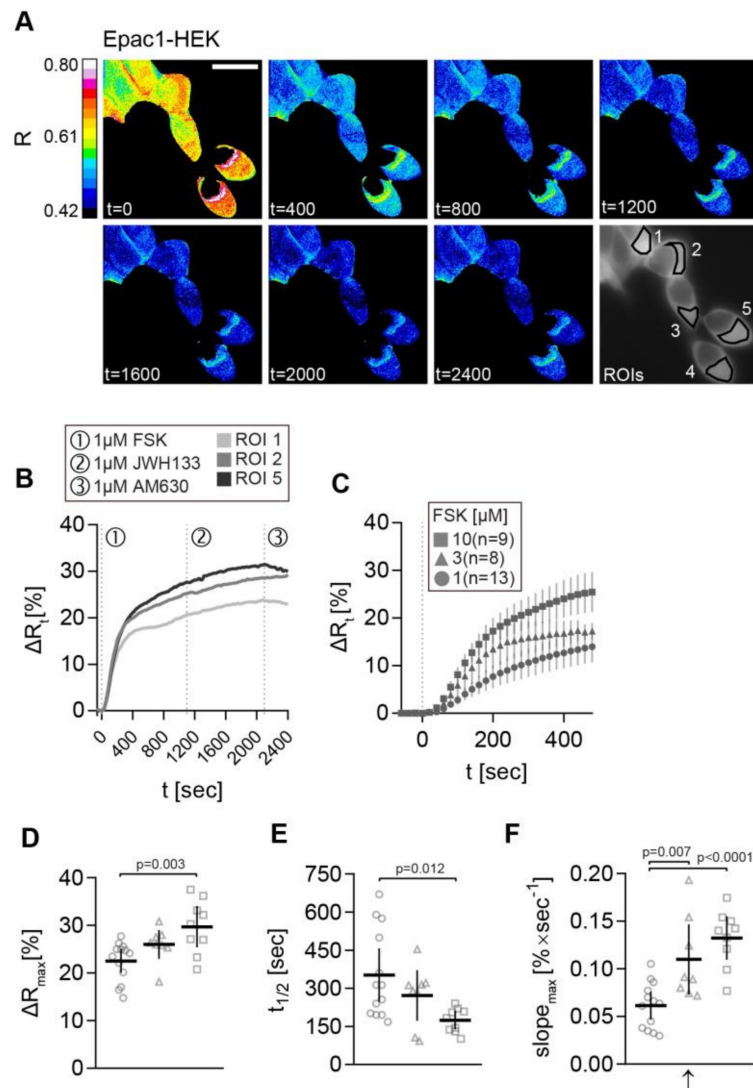 A
Epac1-HEK
0.80
R
0.61
0.42
t=0
t=400
t=800
t=1200
t=1600
t=2000
t=2400
ROIs
1
2
3
4
5
① 1µM FSK
② 1µM JWH133
③ 1µM AM630
ROI 1
ROI 2
ROI 5
B
① ② ③
ΔRt [%]
40
30
20
10
0
0 400 800 1200 1600 2000 2400
t [sec]
C
FSK [µM]
10(n=9)
3(n=8)
1(n=13)
ΔRt [%]
40
30
20
10
0
0 200 400
t [sec]
D
p=0.003
ΔRmax [%]
40
30
20
10
0
E
p=0.012
t1/2 [sec]
750
600
450
300
150
0
F
p=0.007
p<0.0001
slopemax [%×sec-1]
0.20
0.15
0.10
0.05
0.00